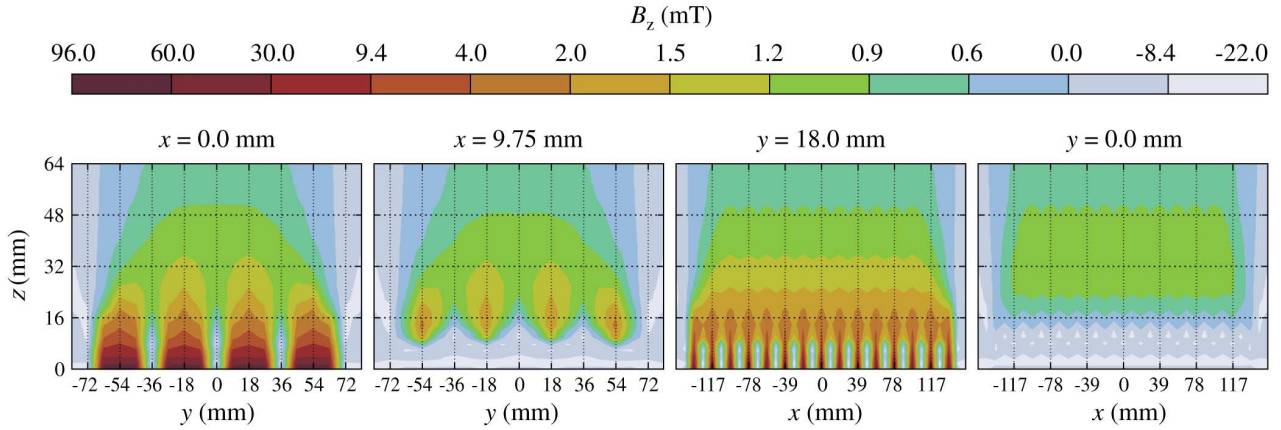 B_z (mT)
96.0 60.0 30.0 9.4 4.0 2.0 1.5 1.2 0.9 0.6 0.0 -8.4 -22.0
x = 0.0 mm x = 9.75 mm y = 18.0 mm y = 0.0 mm
64
48
32
16
0
z (mm)
-72 -54 -36 -18 0 18 36 54 72 -72 -54 -36 -18 0 18 36 54 72 -117 -78 -39 0 39 78 117 -117 -78 -39 0 39 78 117
y (mm) y (mm) x (mm) x (mm)